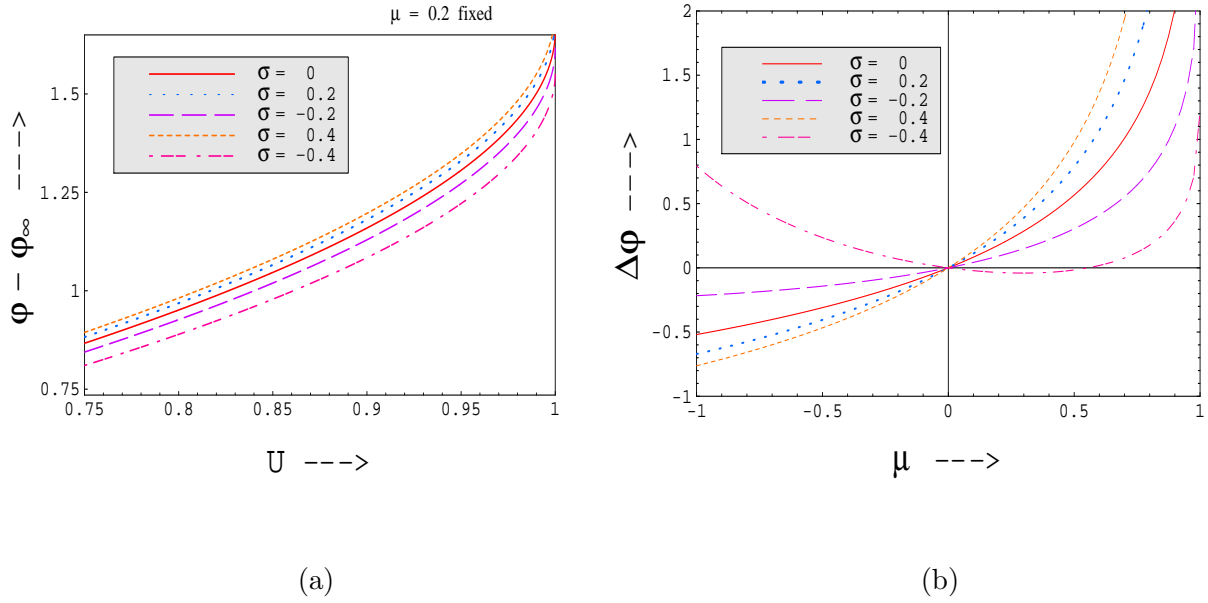 μ = 0.2 fixed
σ = 0
σ = 0.2
σ = -0.2
σ = 0.4
σ = -0.4
1.5
1.25
1
0.75
0.75 0.8 0.85 0.9 0.95 1
φ − φ∞ --->
U --->
(a)
σ = 0
σ = 0.2
σ = -0.2
σ = 0.4
σ = -0.4
2
1.5
1
0.5
0
-0.5
-1
-1 -0.5 0 0.5 1
Δφ --->
μ --->
(b)